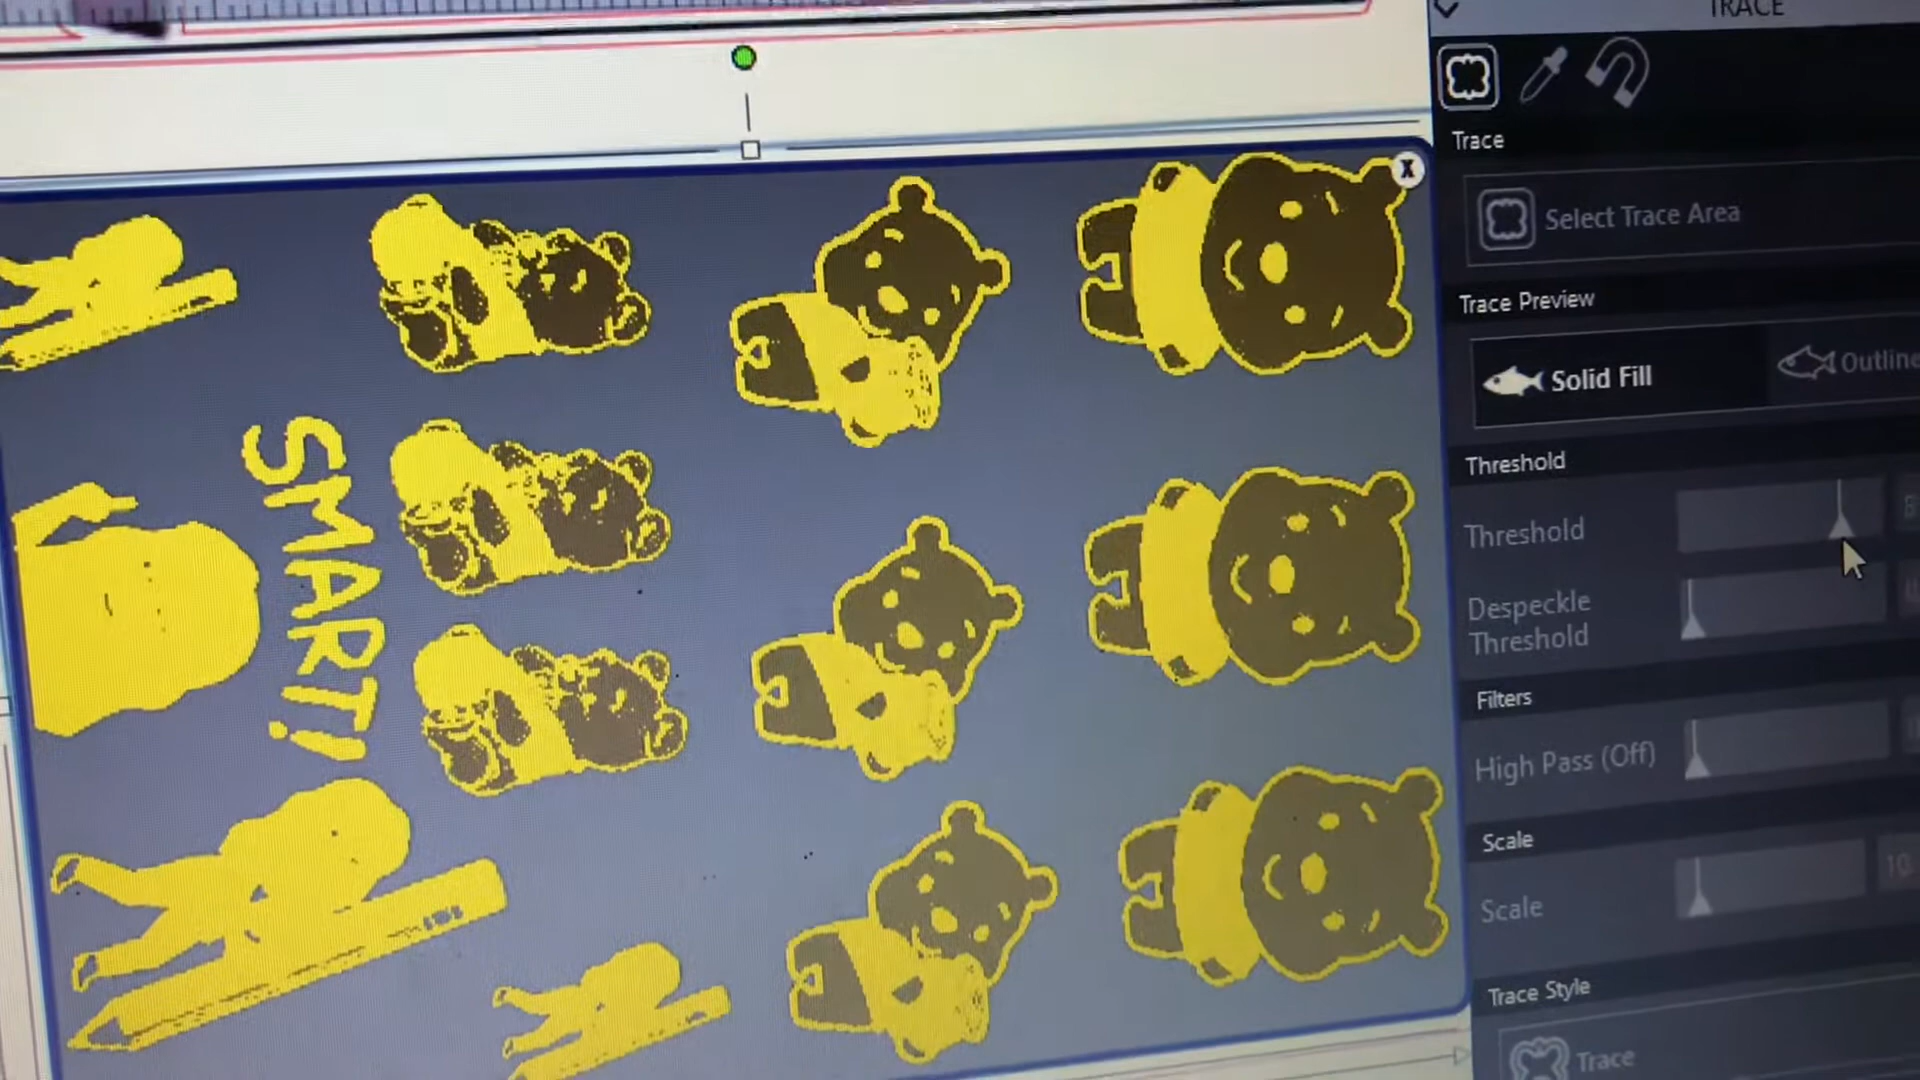 TRACE
X
Trace
Select Trace Area
Trace Preview
Solid Fill
Outline
Threshold
Threshold
Despeckle
Threshold
Filters
High Pass (Off)
Scale
Scale
10
Trace Style
Trace
SMART!